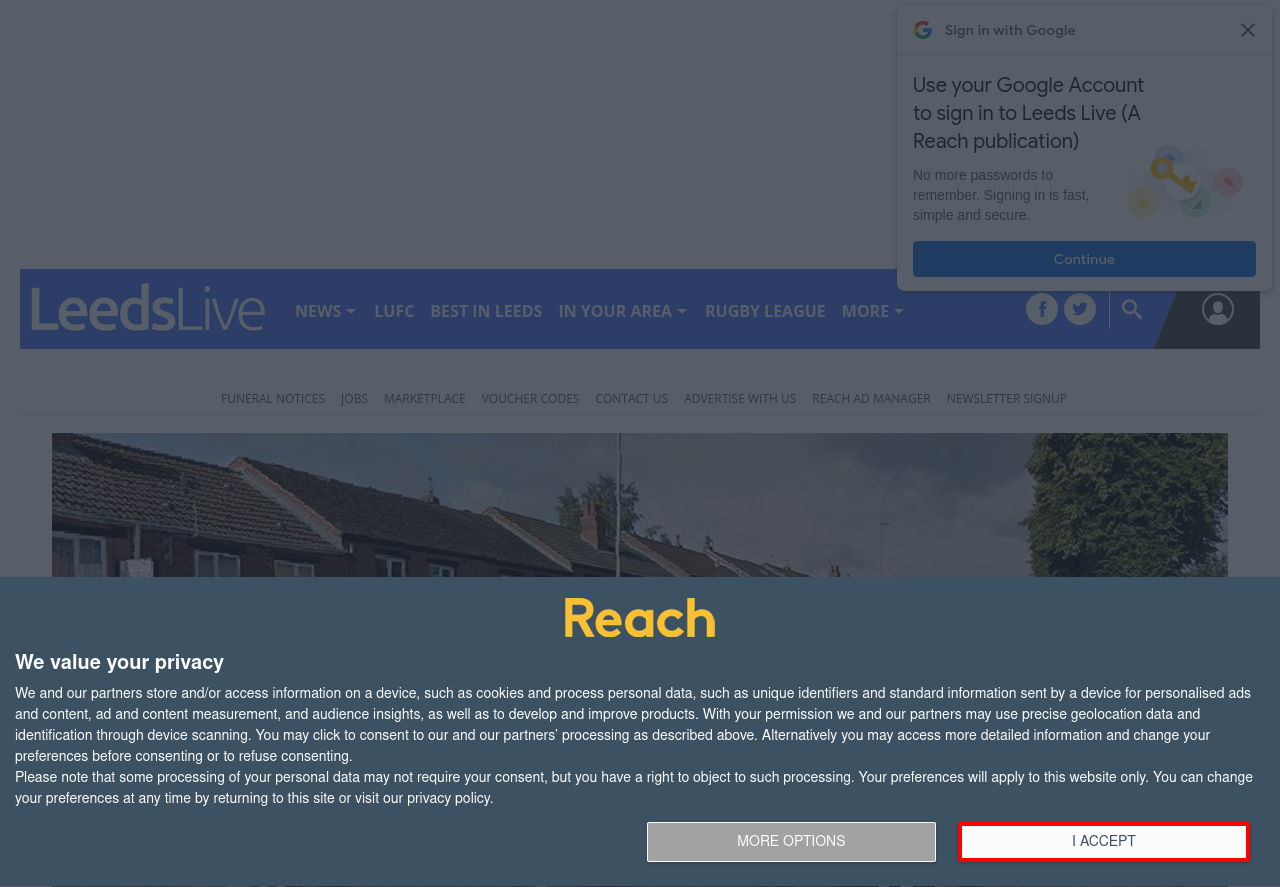 Sign in with Google
Use your Google Account
to sign in to Leeds Live (A
Reach publication)
No more passwords to
remember. Signing in is fast,
simple and secure.
Continue
LeedsLive
NEWS LUFC BEST IN LEEDS IN YOUR AREA RUGBY LEAGUE MORE
FUNERAL NOTICES JOBS MARKETPLACE VOUCHER CODES CONTACT US ADVERTISE WITH US REACH AD MANAGER NEWSLETTER SIGNUP
Reach
We value your privacy
We and our partners store and/or access information on a device, such as cookies and process personal data, such as unique identifiers and standard information sent by a device for personalised ads
and content, ad and content measurement, and audience insights, as well as to develop and improve products. With your permission we and our partners may use precise geolocation data and
identification through device scanning. You may click to consent to our and our partners’ processing as described above. Alternatively you may access more detailed information and change your
preferences before consenting or to refuse consenting.
Please note that some processing of your personal data may not require your consent, but you have a right to object to such processing. Your preferences will apply to this website only. You can change
your preferences at any time by returning to this site or visit our privacy policy.
MORE OPTIONS I ACCEPT